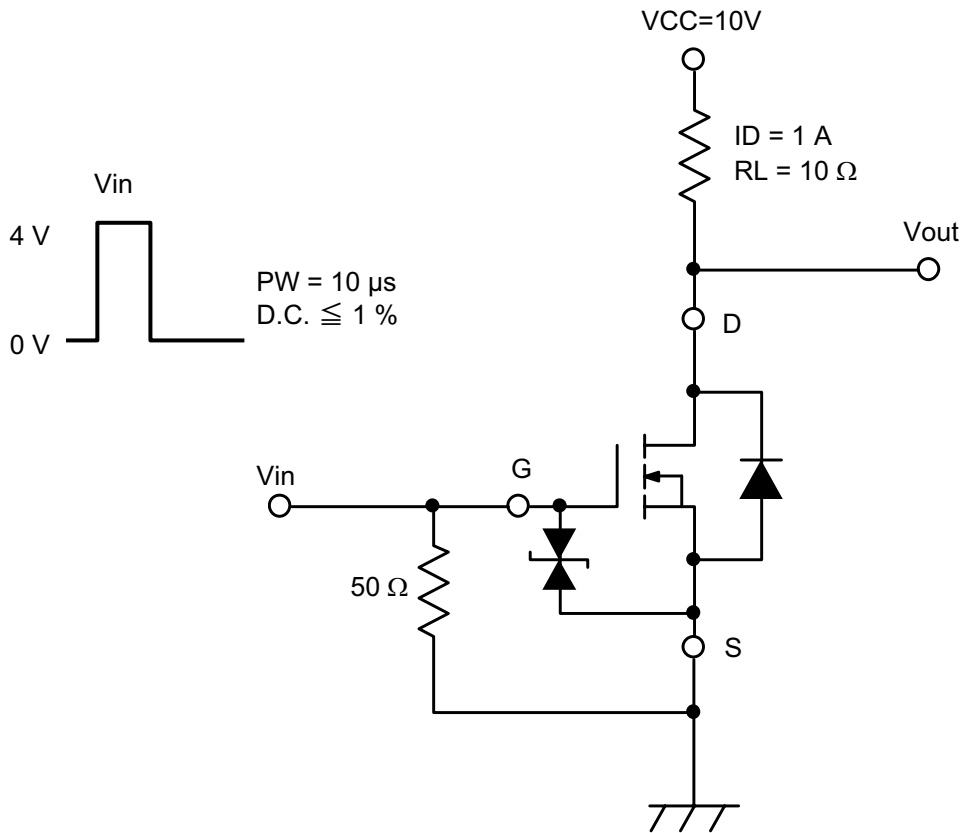 VCC=10V
ID = 1 A
RL = 10 Ω
Vin
4 V
Vout
PW = 10 μs
D.C. ≦ 1 %
0 V
D
Vin
G
50 Ω
S